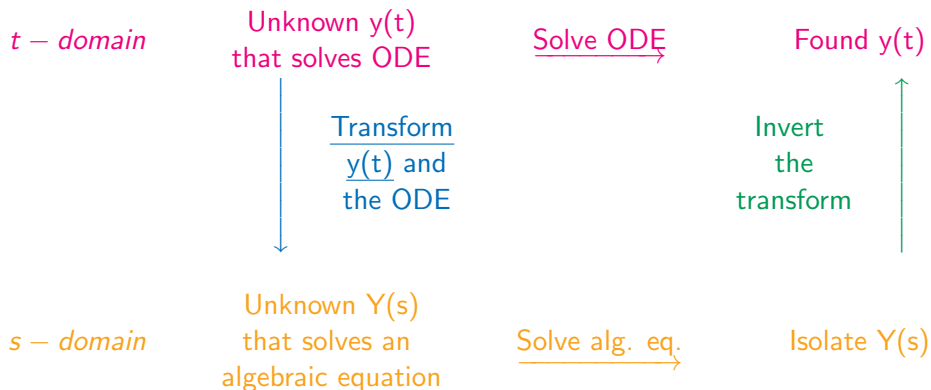 Unknown y(t)
t − domain that solves ODE Solve ODE Found y(t)
Transform
y(t) and
the ODE
Invert
the
transform
Unknown Y(s)
s − domain that solves an Solve alg. eq. Isolate Y(s)
algebraic equation